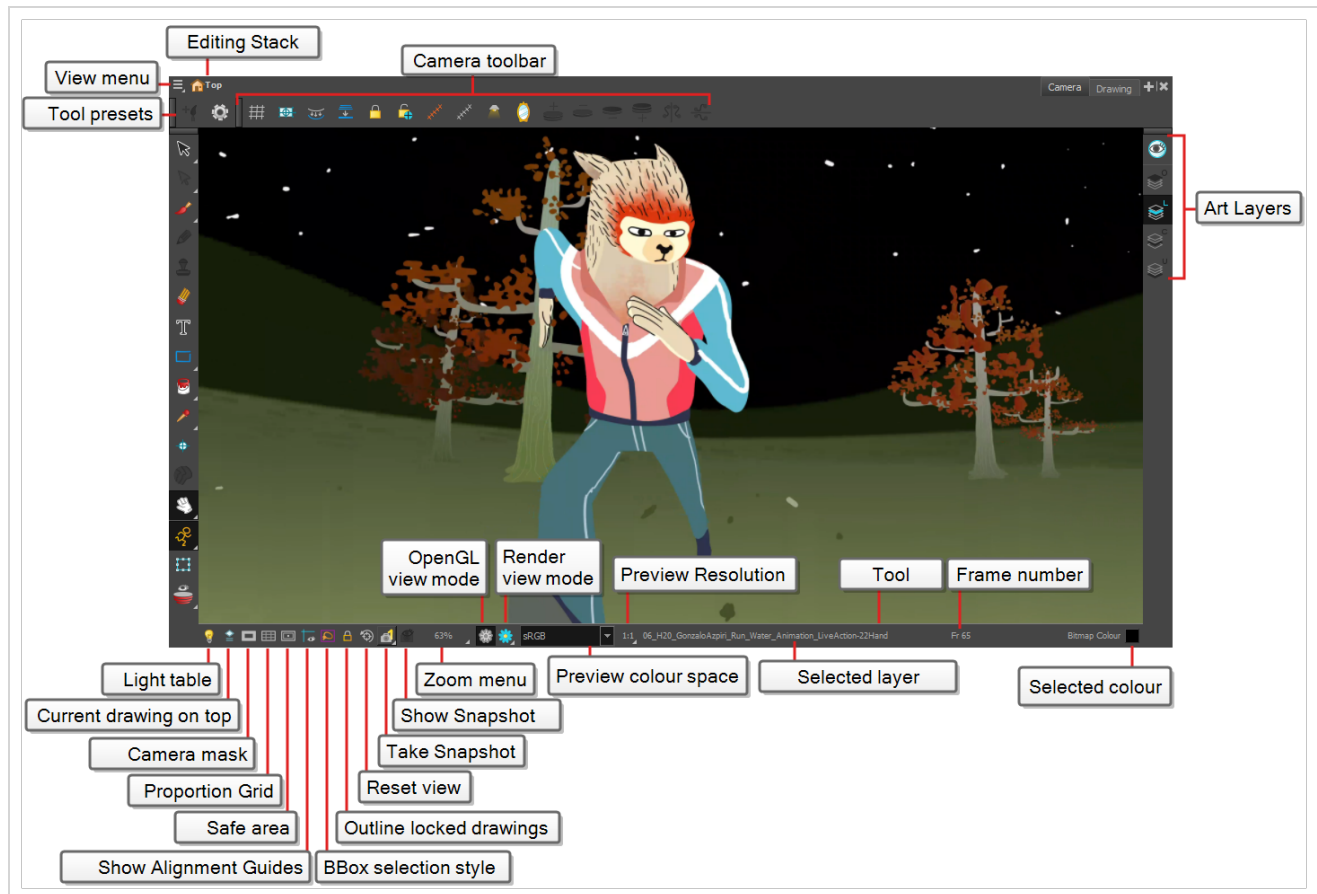 Editing Stack
Camera toolbar
View menu
Top
Camera
Drawing
Tool presets
Art Layers
OpenGL
view mode
Render
view mode
Preview Resolution
Tool
Frame number
63%
sRGB
1:1
06_H20_GonzaloAzpiri_Run_Water_Animation_LiveAction-22Hand
Fr 65
Bitmap Colour
Light table
Zoom menu
Preview colour space
Selected layer
Selected colour
Current drawing on top
Show Snapshot
Camera mask
Take Snapshot
Proportion Grid
Reset view
Safe area
Outline locked drawings
Show Alignment Guides
BBox selection style